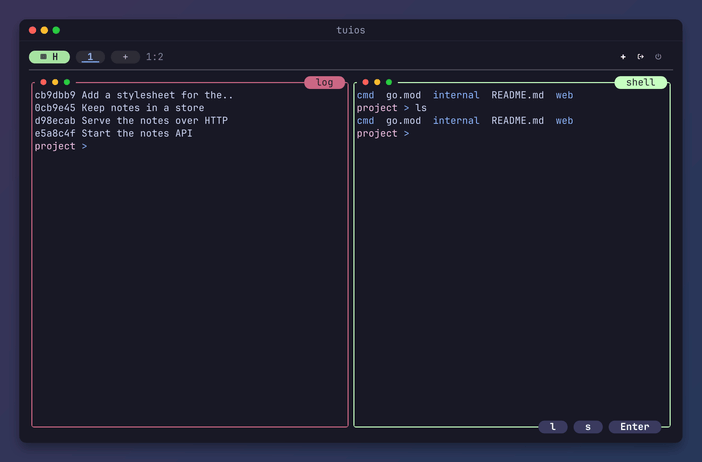 tuios
H 1 + 1:2
log
cb9dbb9 Add a stylesheet for the..
0cb9e45 Keep notes in a store
d98ecab Serve the notes over HTTP
e5a8c4f Start the notes API
project >
shell
cmd go.mod internal README.md web
project > ls
cmd go.mod internal README.md web
project >
l s Enter